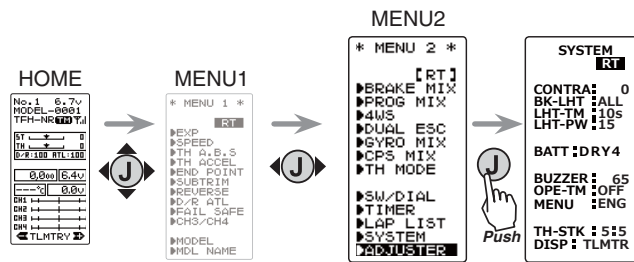 HOME
No.1 6.7v
MODEL-0001
TFH-NR TM
ST 0
TH 0
D/R:100 ATL:100
0.0 6.4v
---℃ 0.0v
CH1
CH2
CH3
CH4
TLMTRY
J
MENU1
* MENU 1 *
RT
EXP
SPEED
TH A.B.S
TH ACCEL
END POINT
SUBTRIM
REVERSE
D/R ATL
FAIL SAFE
CH3/CH4
MODEL
MDL NAME
J
MENU2
* MENU 2 *
[RT]
BRAKE MIX
PROG MIX
4WS
DUAL ESC
GYRO MIX
CPS MIX
TH MODE
SW/DIAL
TIMER
LAP LIST
SYSTEM
ADJUSTER
J
Push
SYSTEM
RT
CONTRA: 0
BK-LHT :ALL
LHT-TM :10s
LHT-PW :15
BATT :DRY4
BUZZER: 65
OPE-TM :OFF
MENU :ENG
TH-STK : 5:5
DISP : TLMTR